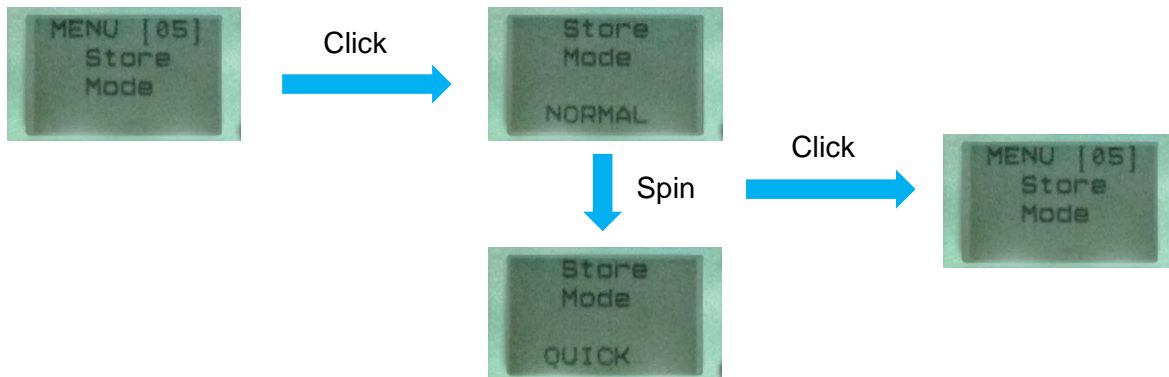 MENU [05]
Store
Mode
Click
Store
Mode
NORMAL
Spin
Click
MENU [05]
Store
Mode
Store
Mode
QUICK